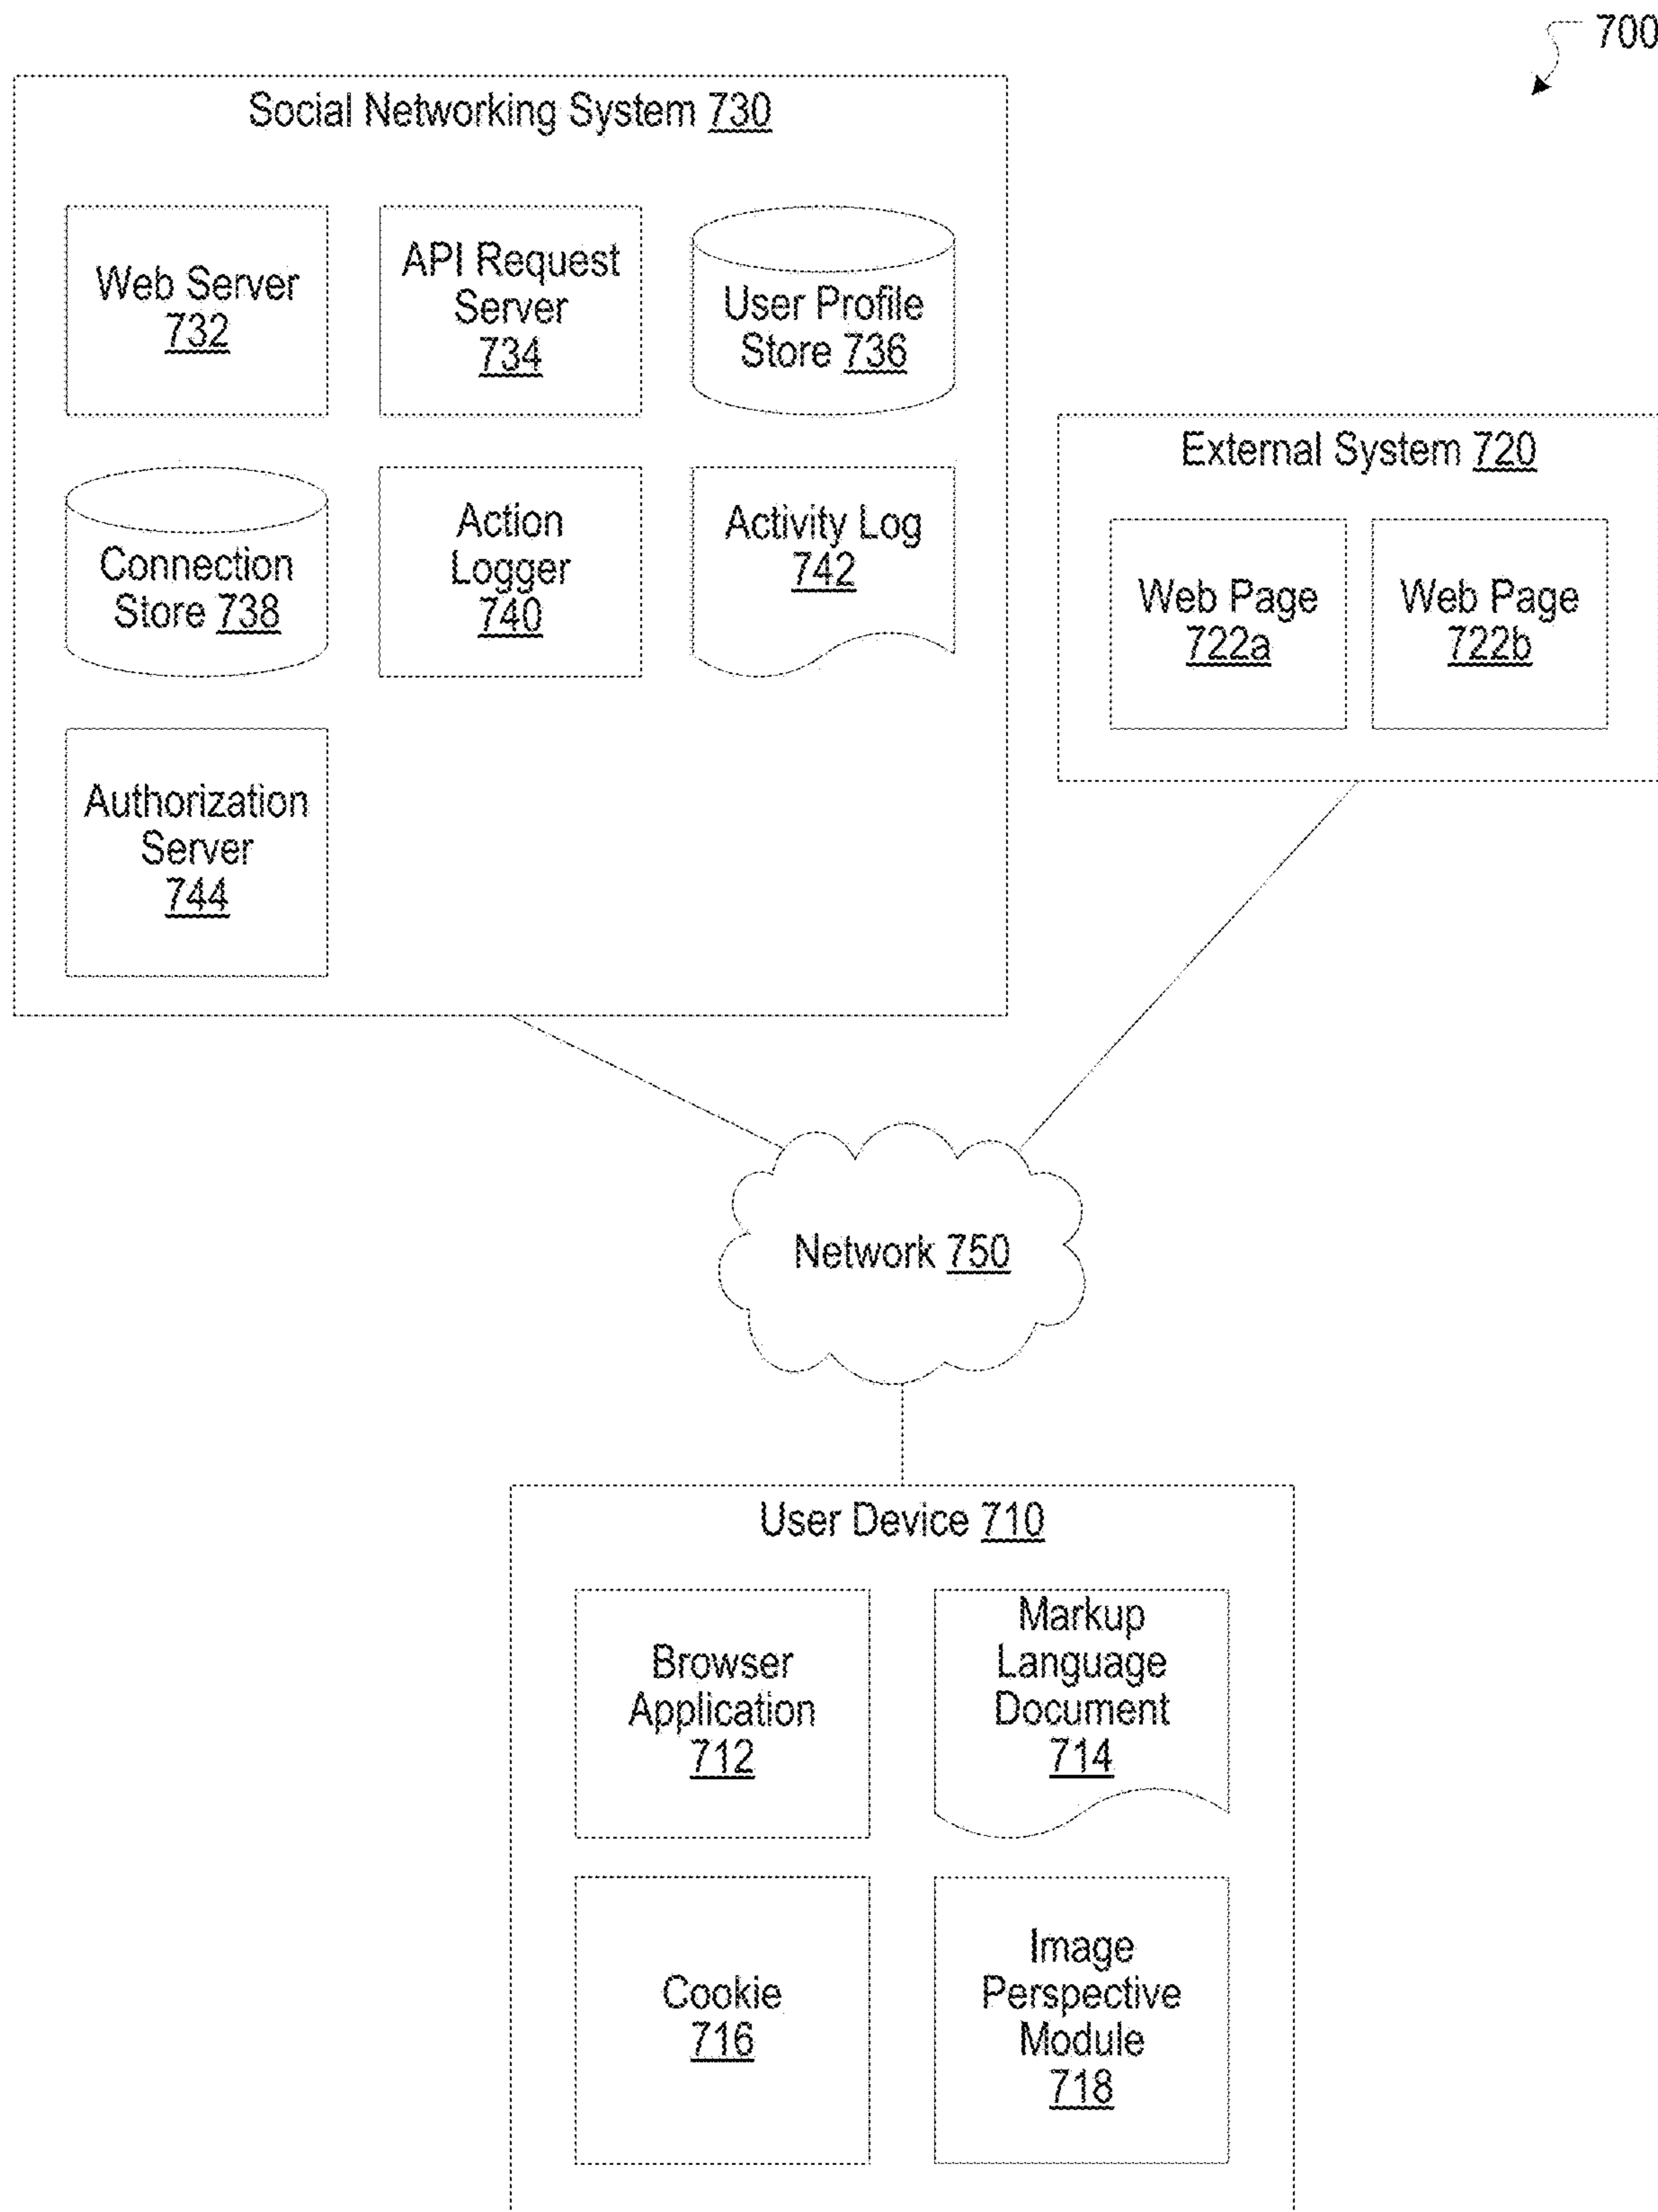 700
Social Networking System 730
Web Server
732
API Request
Server
734
User Profile
Store 736
Connection
Store 738
Action
Logger
740
Activity Log
742
Authorization
Server
744
External System 720
Web Page
722a
Web Page
722b
Network 750
User Device 710
Browser
Application
712
Markup
Language
Document
714
Cookie
716
Image
Perspective
Module
718